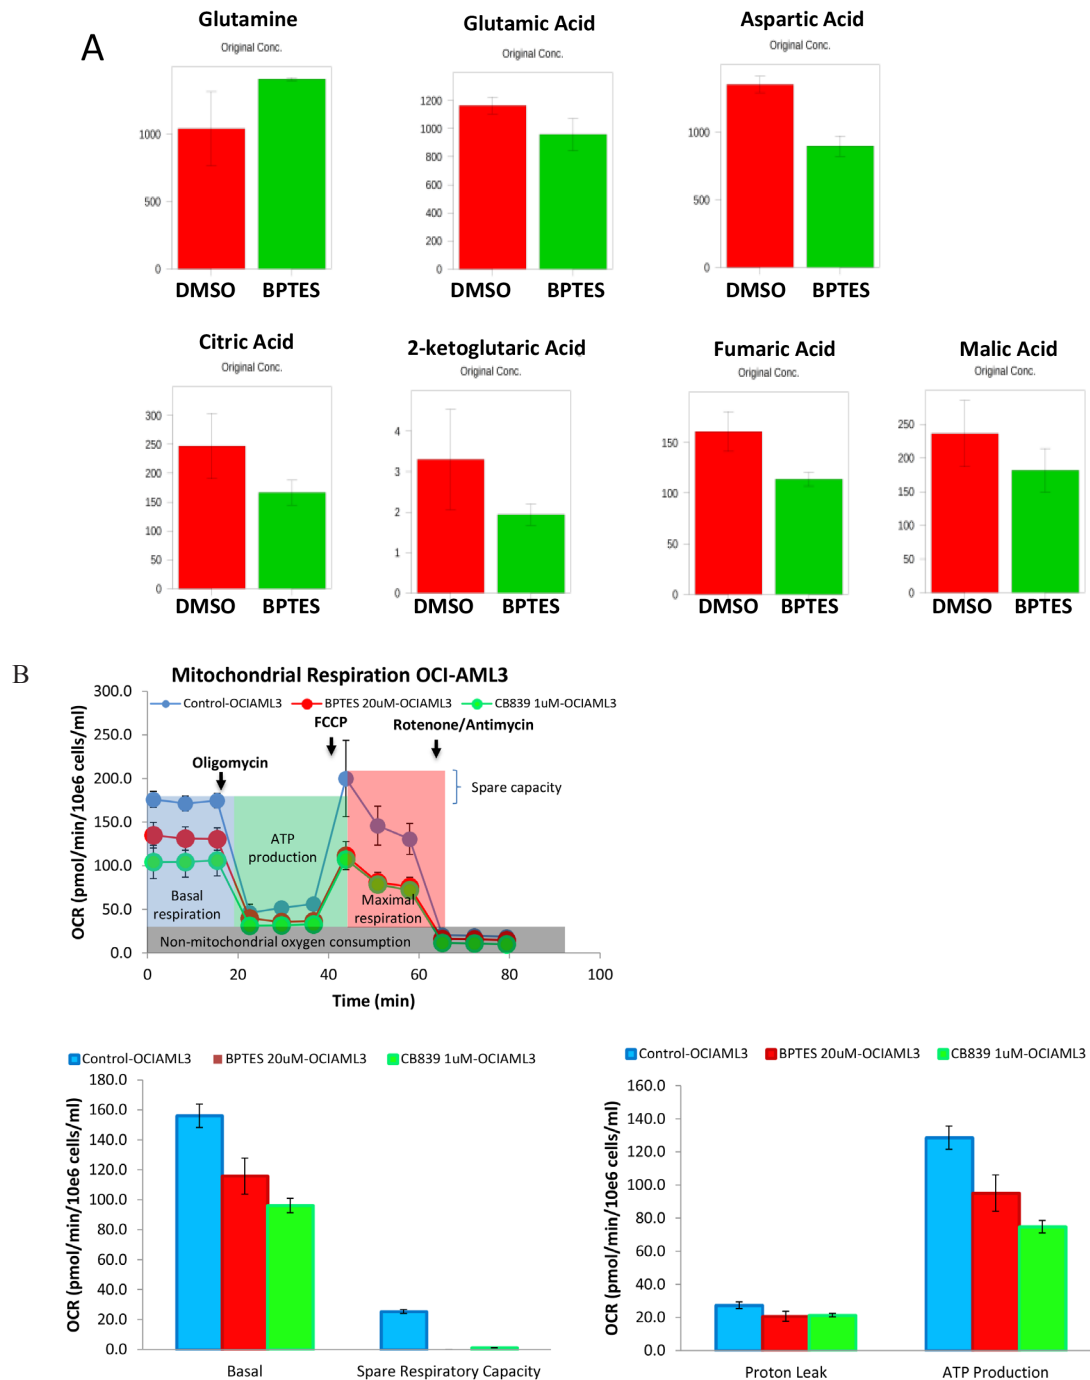 A
Glutamine
Original Conc.
1000
500
0
DMSO BPTES
Glutamic Acid
Original Conc.
1200
1000
800
600
400
200
0
DMSO BPTES
Aspartic Acid
Original Conc.
1000
500
0
DMSO BPTES
Citric Acid
Original Conc.
300
250
200
150
100
50
0
DMSO BPTES
2-ketoglutaric Acid
Original Conc.
4
3
2
1
0
DMSO BPTES
Fumaric Acid
Original Conc.
150
100
50
0
DMSO BPTES
Malic Acid
Original Conc.
250
200
150
100
50
0
DMSO BPTES
B
Mitochondrial Respiration OCI-AML3
Control-OCIAML3 BPTES 20uM-OCIAML3 CB839 1uM-OCIAML3
OCR (pmol/min/10e6 cells/ml)
300.0
250.0
200.0
150.0
100.0
50.0
0.0
Oligomycin
FCCP
Rotenone/Antimycin
Spare capacity
ATP
production
Basal
respiration
Maximal
respiration
Non-mitochondrial oxygen consumption
0 20 40 60 80 100
Time (min)
Control-OCIAML3 BPTES 20uM-OCIAML3 CB839 1uM-OCIAML3
OCR (pmol/min/10e6 cells/ml)
180.0
160.0
140.0
120.0
100.0
80.0
60.0
40.0
20.0
0.0
Basal Spare Respiratory Capacity
Control-OCIAML3 BPTES 20uM-OCIAML3 CB839 1uM-OCIAML3
OCR (pmol/min/10e6 cells/ml)
160.0
140.0
120.0
100.0
80.0
60.0
40.0
20.0
0.0
Proton Leak ATP Production